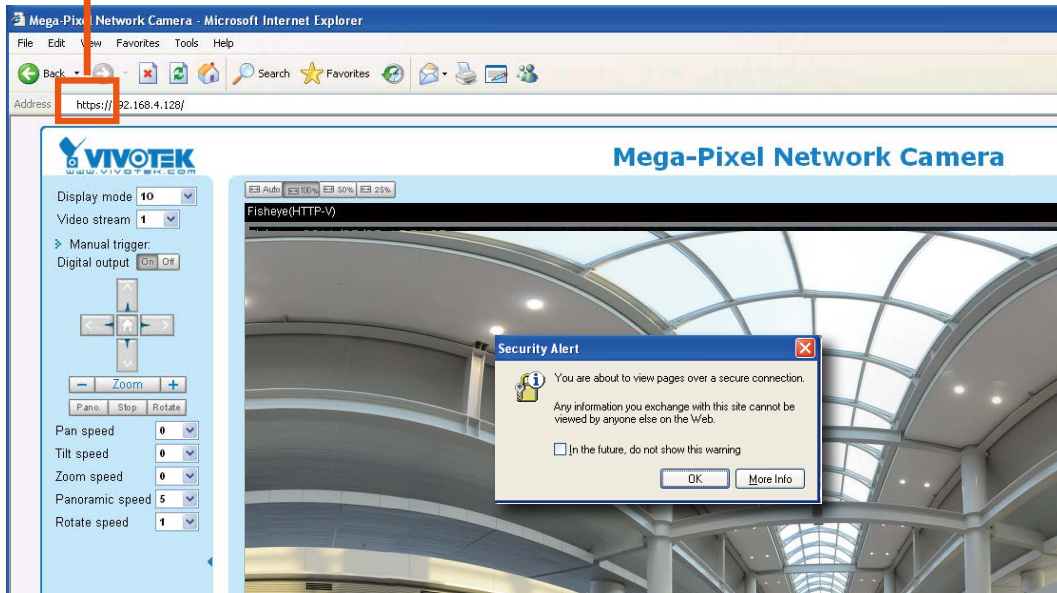 Mega-Pixel Network Camera - Microsoft Internet Explorer
File Edit View Favorites Tools Help
Back Search Favorites
Address https://192.168.4.128/
VIVOTEK
www.vivotek.com
Mega-Pixel Network Camera
Display mode 10
Auto 100% 50% 25%
Video stream 1
Fisheye(HTTP-V)
Manual trigger:
Digital output On Off
Zoom
Pano. Stop Rotate
Pan speed 0
Tilt speed 0
Zoom speed 0
Panoramic speed 5
Rotate speed 1
Security Alert
You are about to view pages over a secure connection.
Any information you exchange with this site cannot be
viewed by anyone else on the Web.
In the future, do not show this warning
OK More Info